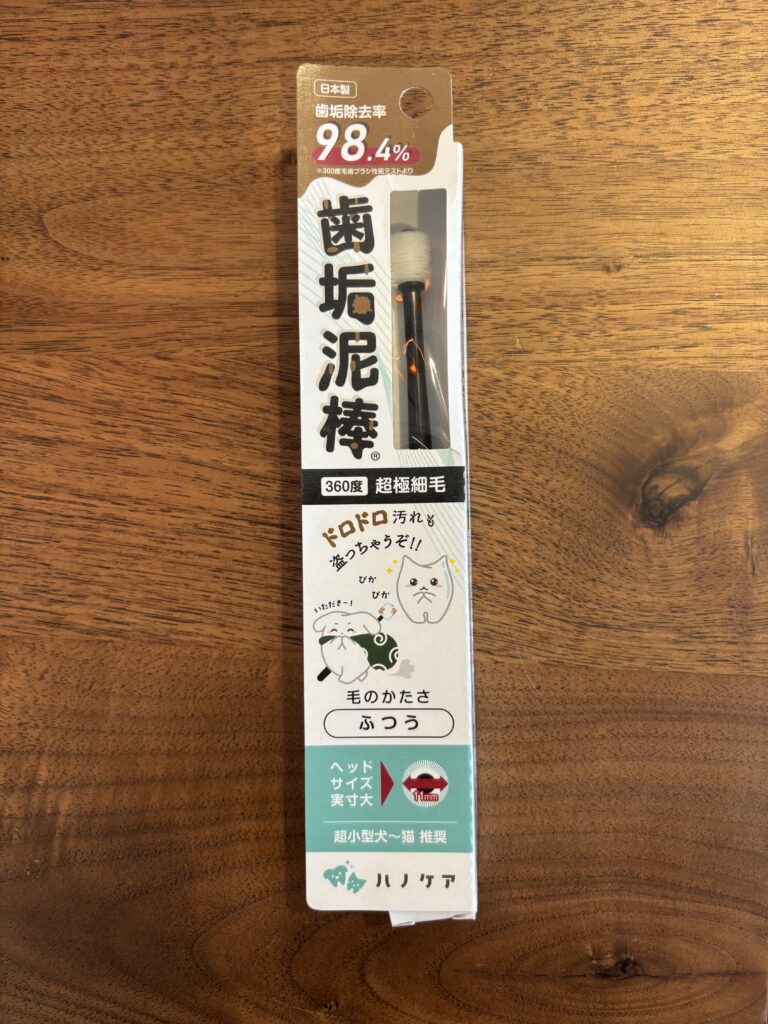 日本製
歯垢除去率
98.4%
※360度毛歯ブラシ性能テストより
歯垢泥棒®
360度 超極細毛
ドロドロ汚れも
盗っちゃうぞ!!
ぴか
ぴか
いただきー!
毛のかたさ
ふつう
ヘッド
サイズ
実寸大
11mm
超小型犬〜猫 推奨
ハノケア